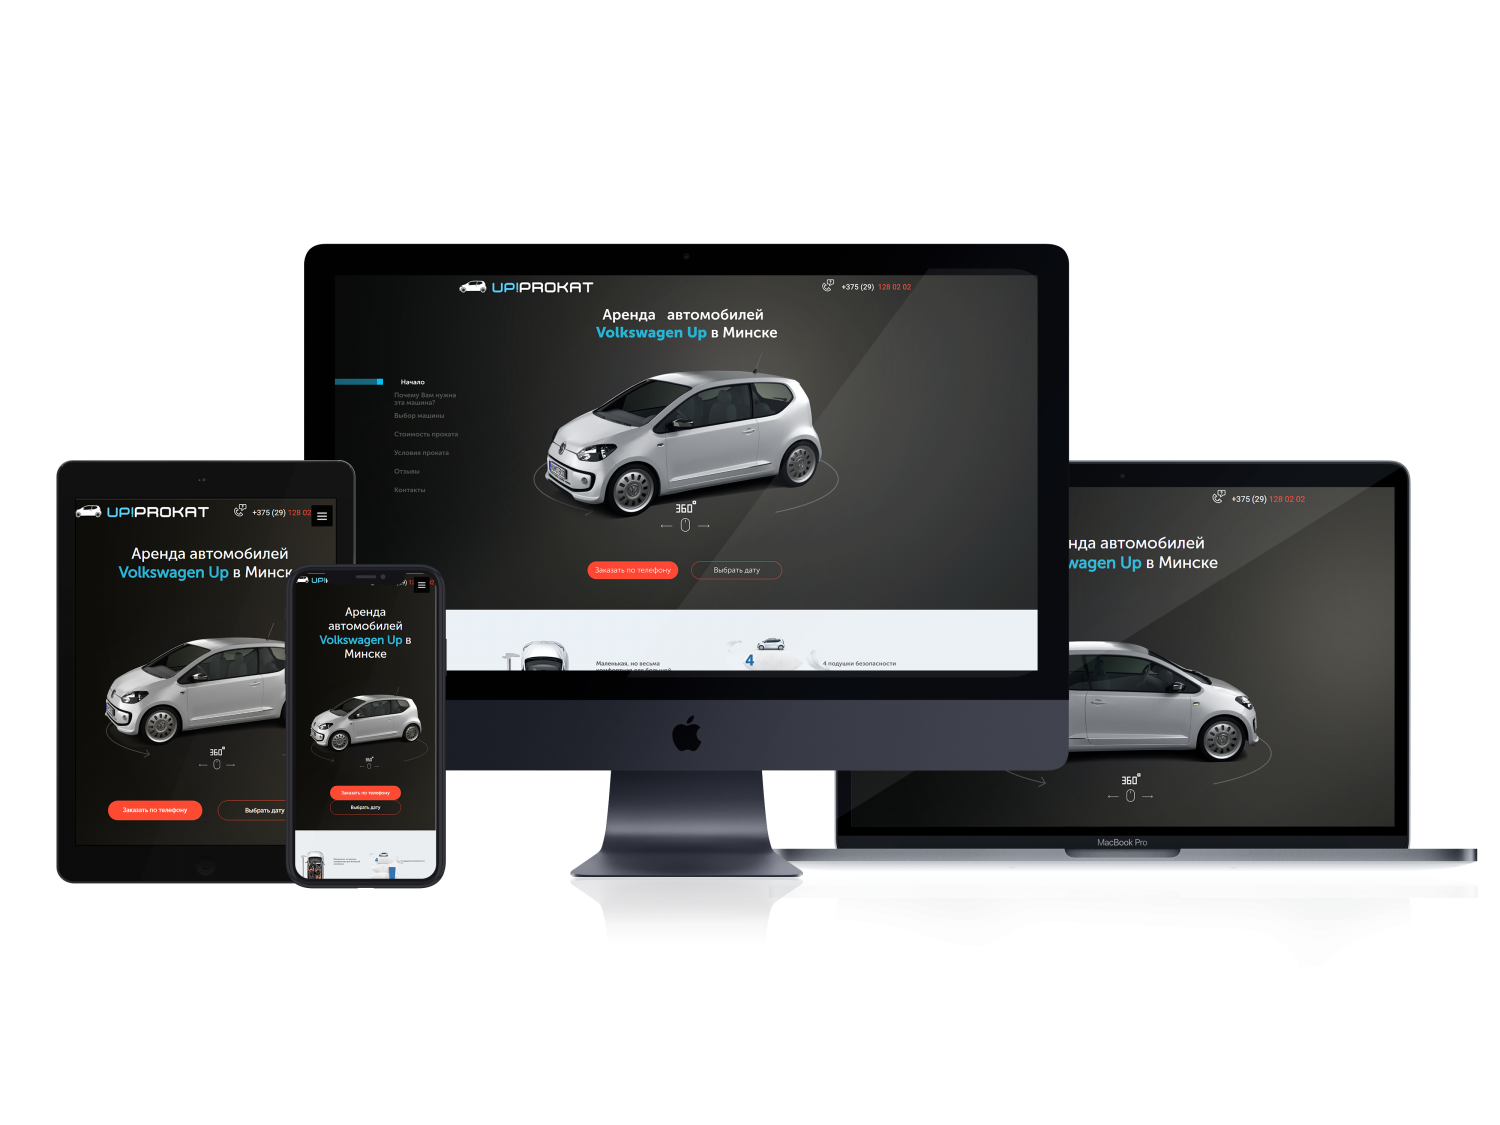 UP!PROKAT
+375 (29) 128 02 02
Аренда автомобилей
Volkswagen Up в Минске
Начало
Почему Вам нужна
эта машина?
Выбор машины
Стоимость проката
Условия проката
Отзывы
Контакты
360°
Заказать по телефону
Выбрать дату
Маленькая, но весьма
4
4 подушки безопасности
UP!PROKAT
+375 (29) 128 02 02
Аренда автомобилей
Volkswagen Up в Минск
360°
Заказать по телефону
Выбрать дату
UP!
Аренда
автомобилей
Volkswagen Up в
Минске
360°
Заказать по телефону
Выбрать дату
4
+375 (29) 128 02 02
нда автомобилей
wagen Up в Минске
360°
MacBook Pro